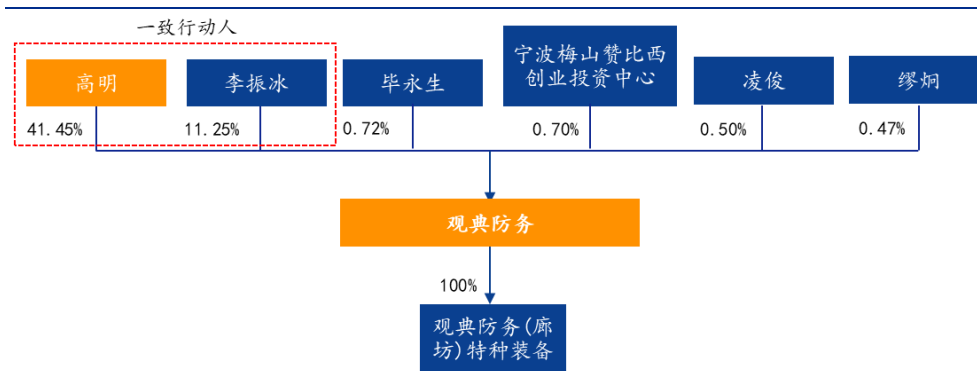 一致行动人
高明
李振冰
毕永生
宁波梅山赞比西
创业投资中心
凌俊
缪炯
41.45%
11.25%
0.72%
0.70%
0.50%
0.47%
观典防务
100%
观典防务(廊
坊)特种装备